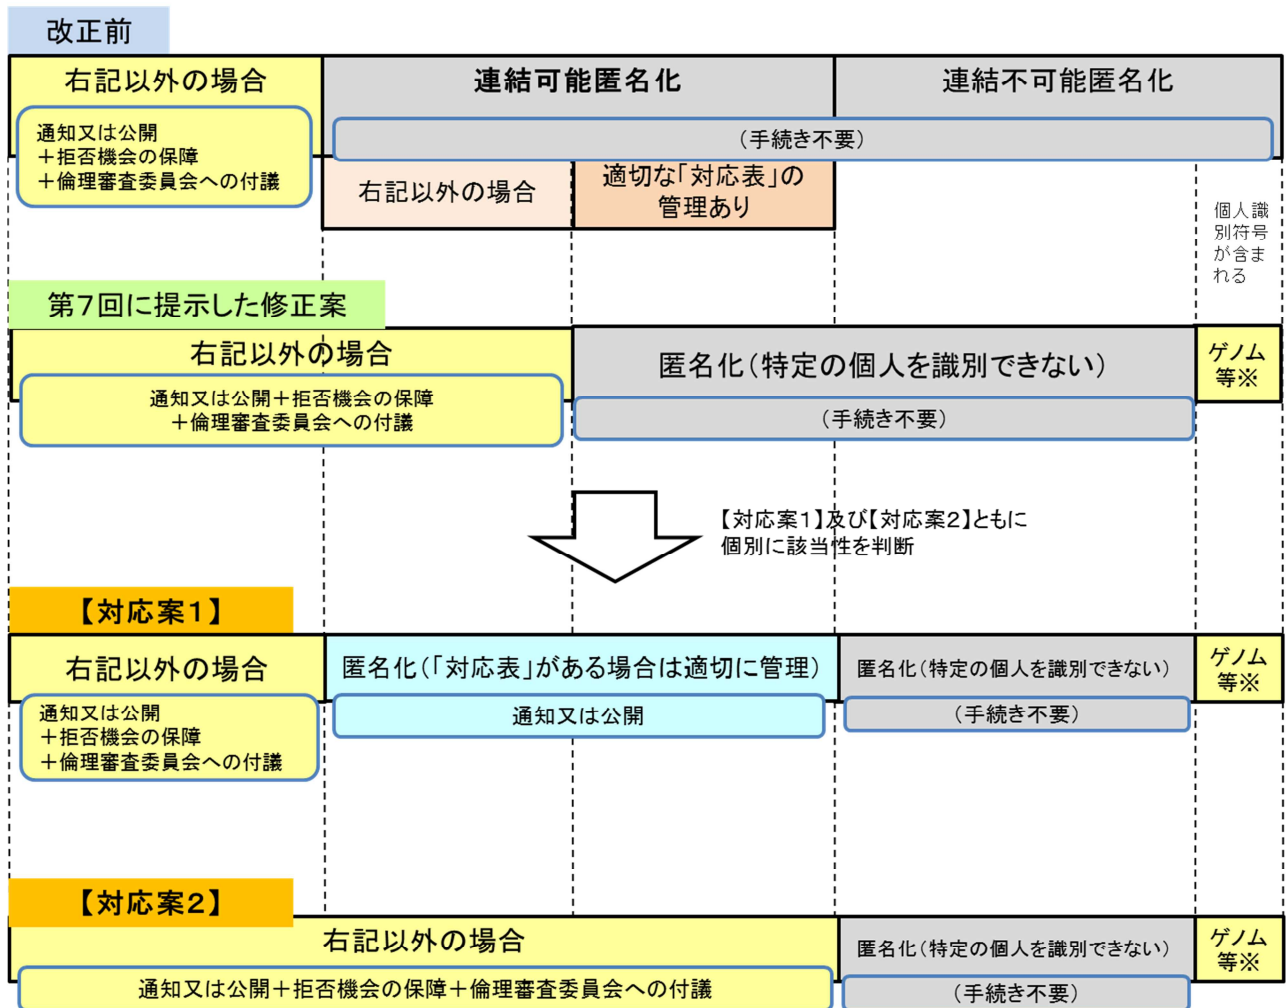 改正前
右記以外の場合
連結可能匿名化
連結不可能匿名化
通知又は公開
＋拒否機会の保障
＋倫理審査委員会への付議
（手続き不要）
右記以外の場合
適切な「対応表」の
管理あり
個人識
別符号
が含ま
れる
第７回に提示した修正案
右記以外の場合
匿名化（特定の個人を識別できない）
ゲノム
等※
通知又は公開＋拒否機会の保障
＋倫理審査委員会への付議
（手続き不要）
【対応案１】及び【対応案２】ともに
個別に該当性を判断
【対応案１】
右記以外の場合
匿名化（「対応表」がある場合は適切に管理）
匿名化（特定の個人を識別できない）
ゲノム
等※
通知又は公開
＋拒否機会の保障
＋倫理審査委員会への付議
通知又は公開
（手続き不要）
【対応案２】
右記以外の場合
匿名化（特定の個人を識別できない）
ゲノム
等※
通知又は公開＋拒否機会の保障＋倫理審査委員会への付議
（手続き不要）